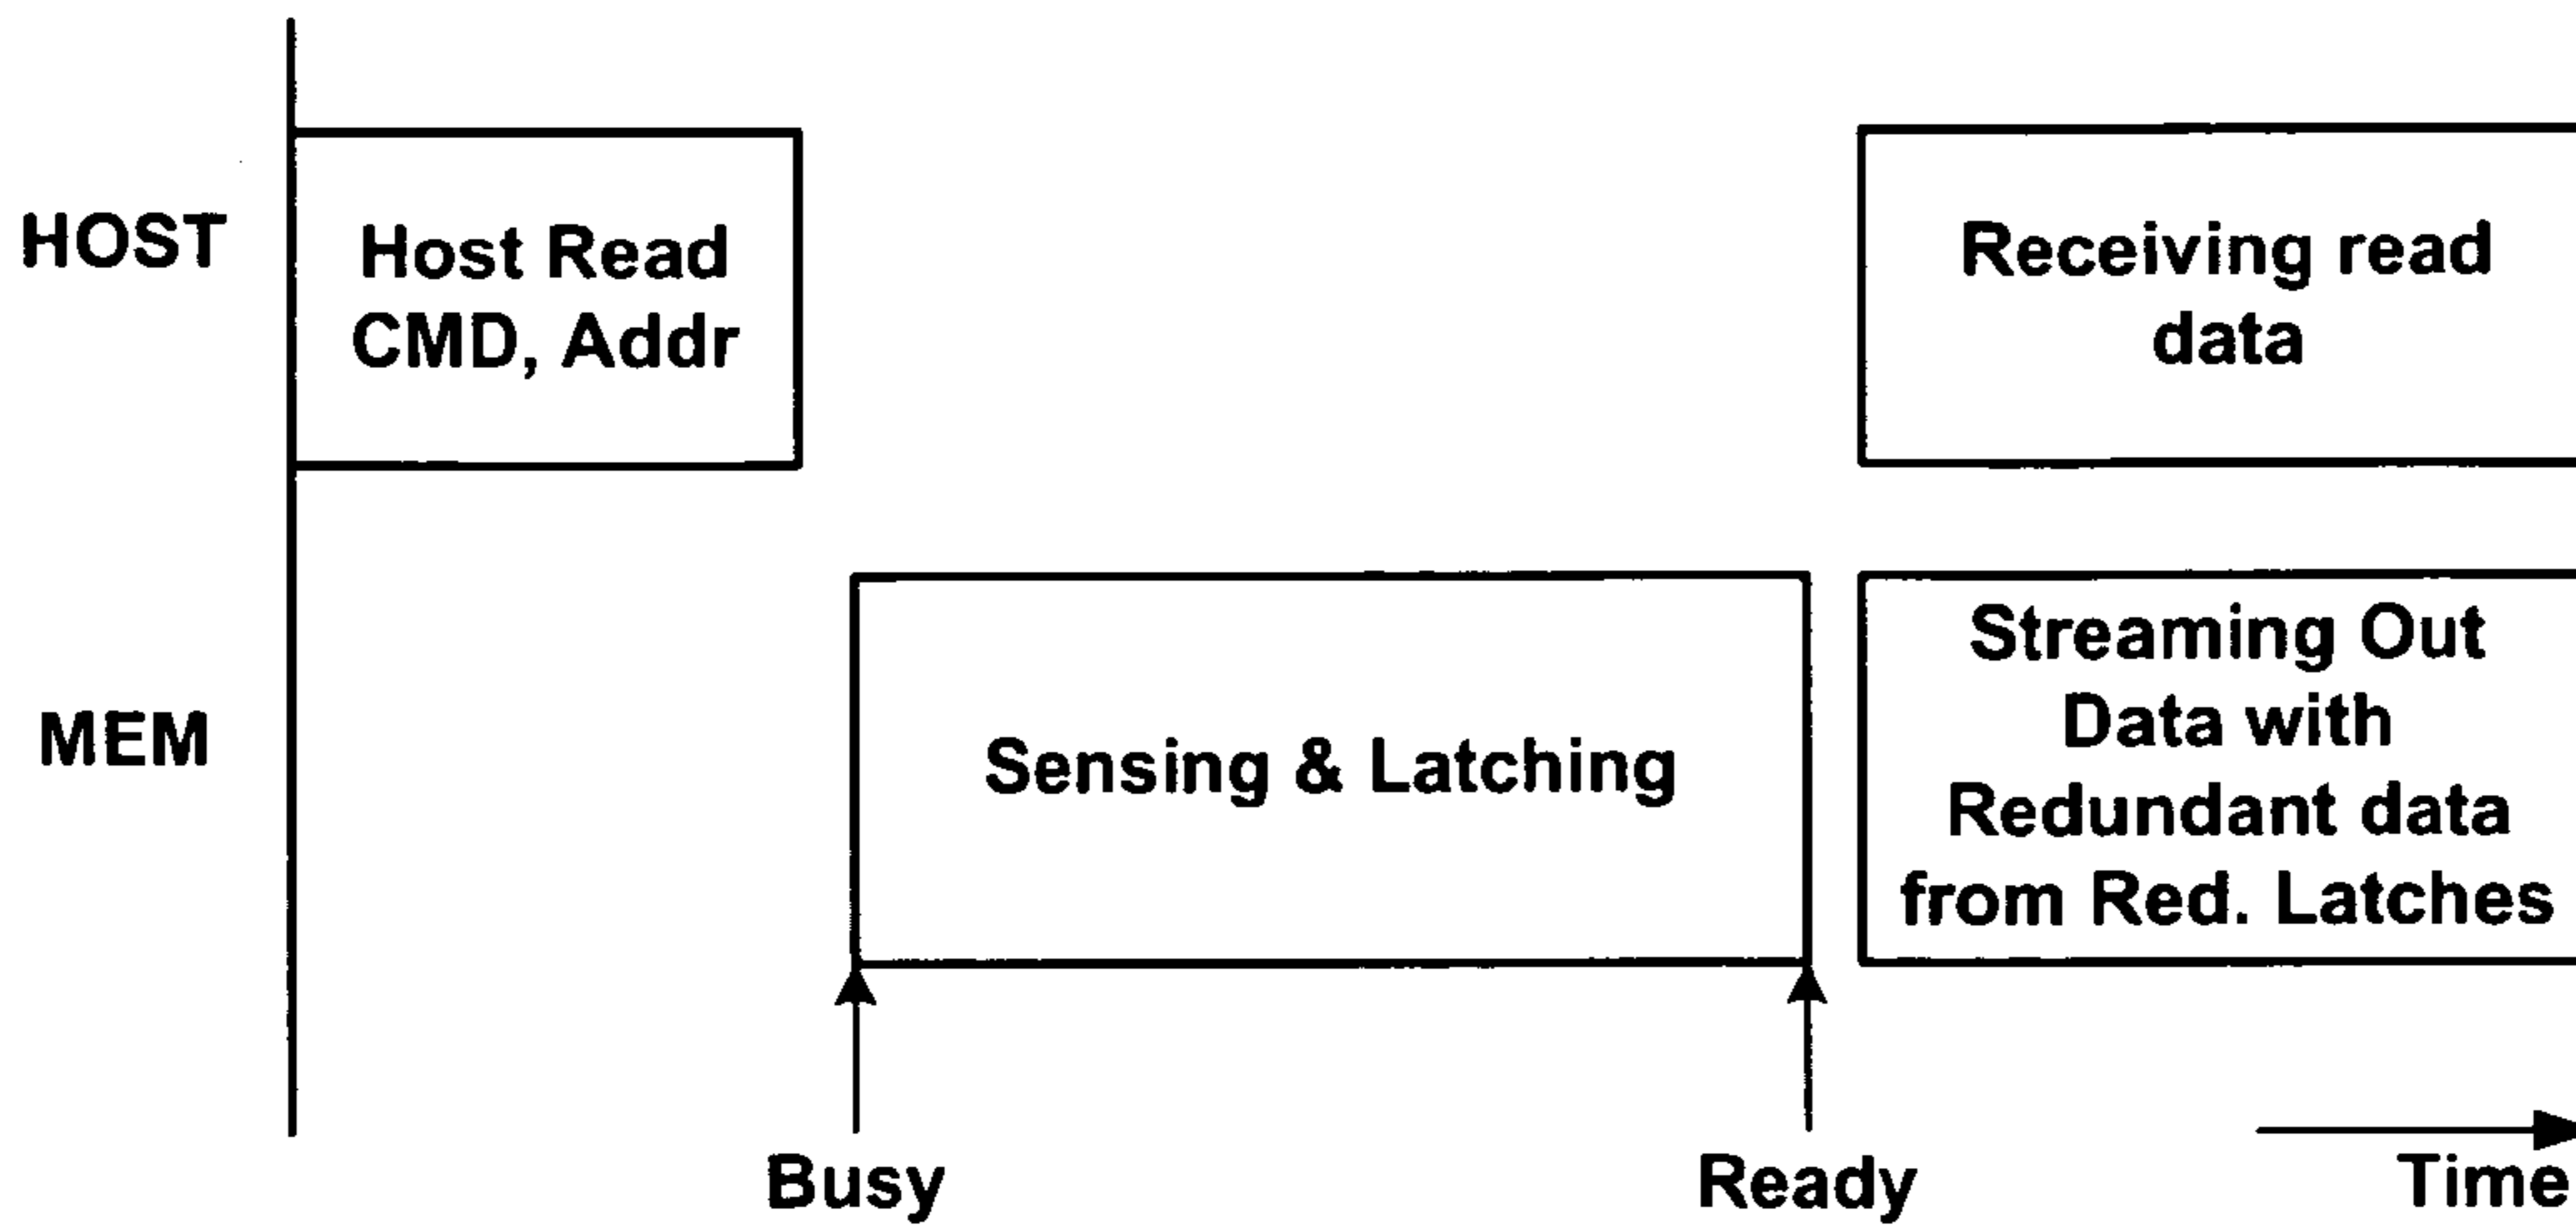 HOST
Host Read
CMD, Addr
Receiving read
data
MEM
Sensing & Latching
Streaming Out
Data with
Redundant data
from Red. Latches
Busy
Ready
Time